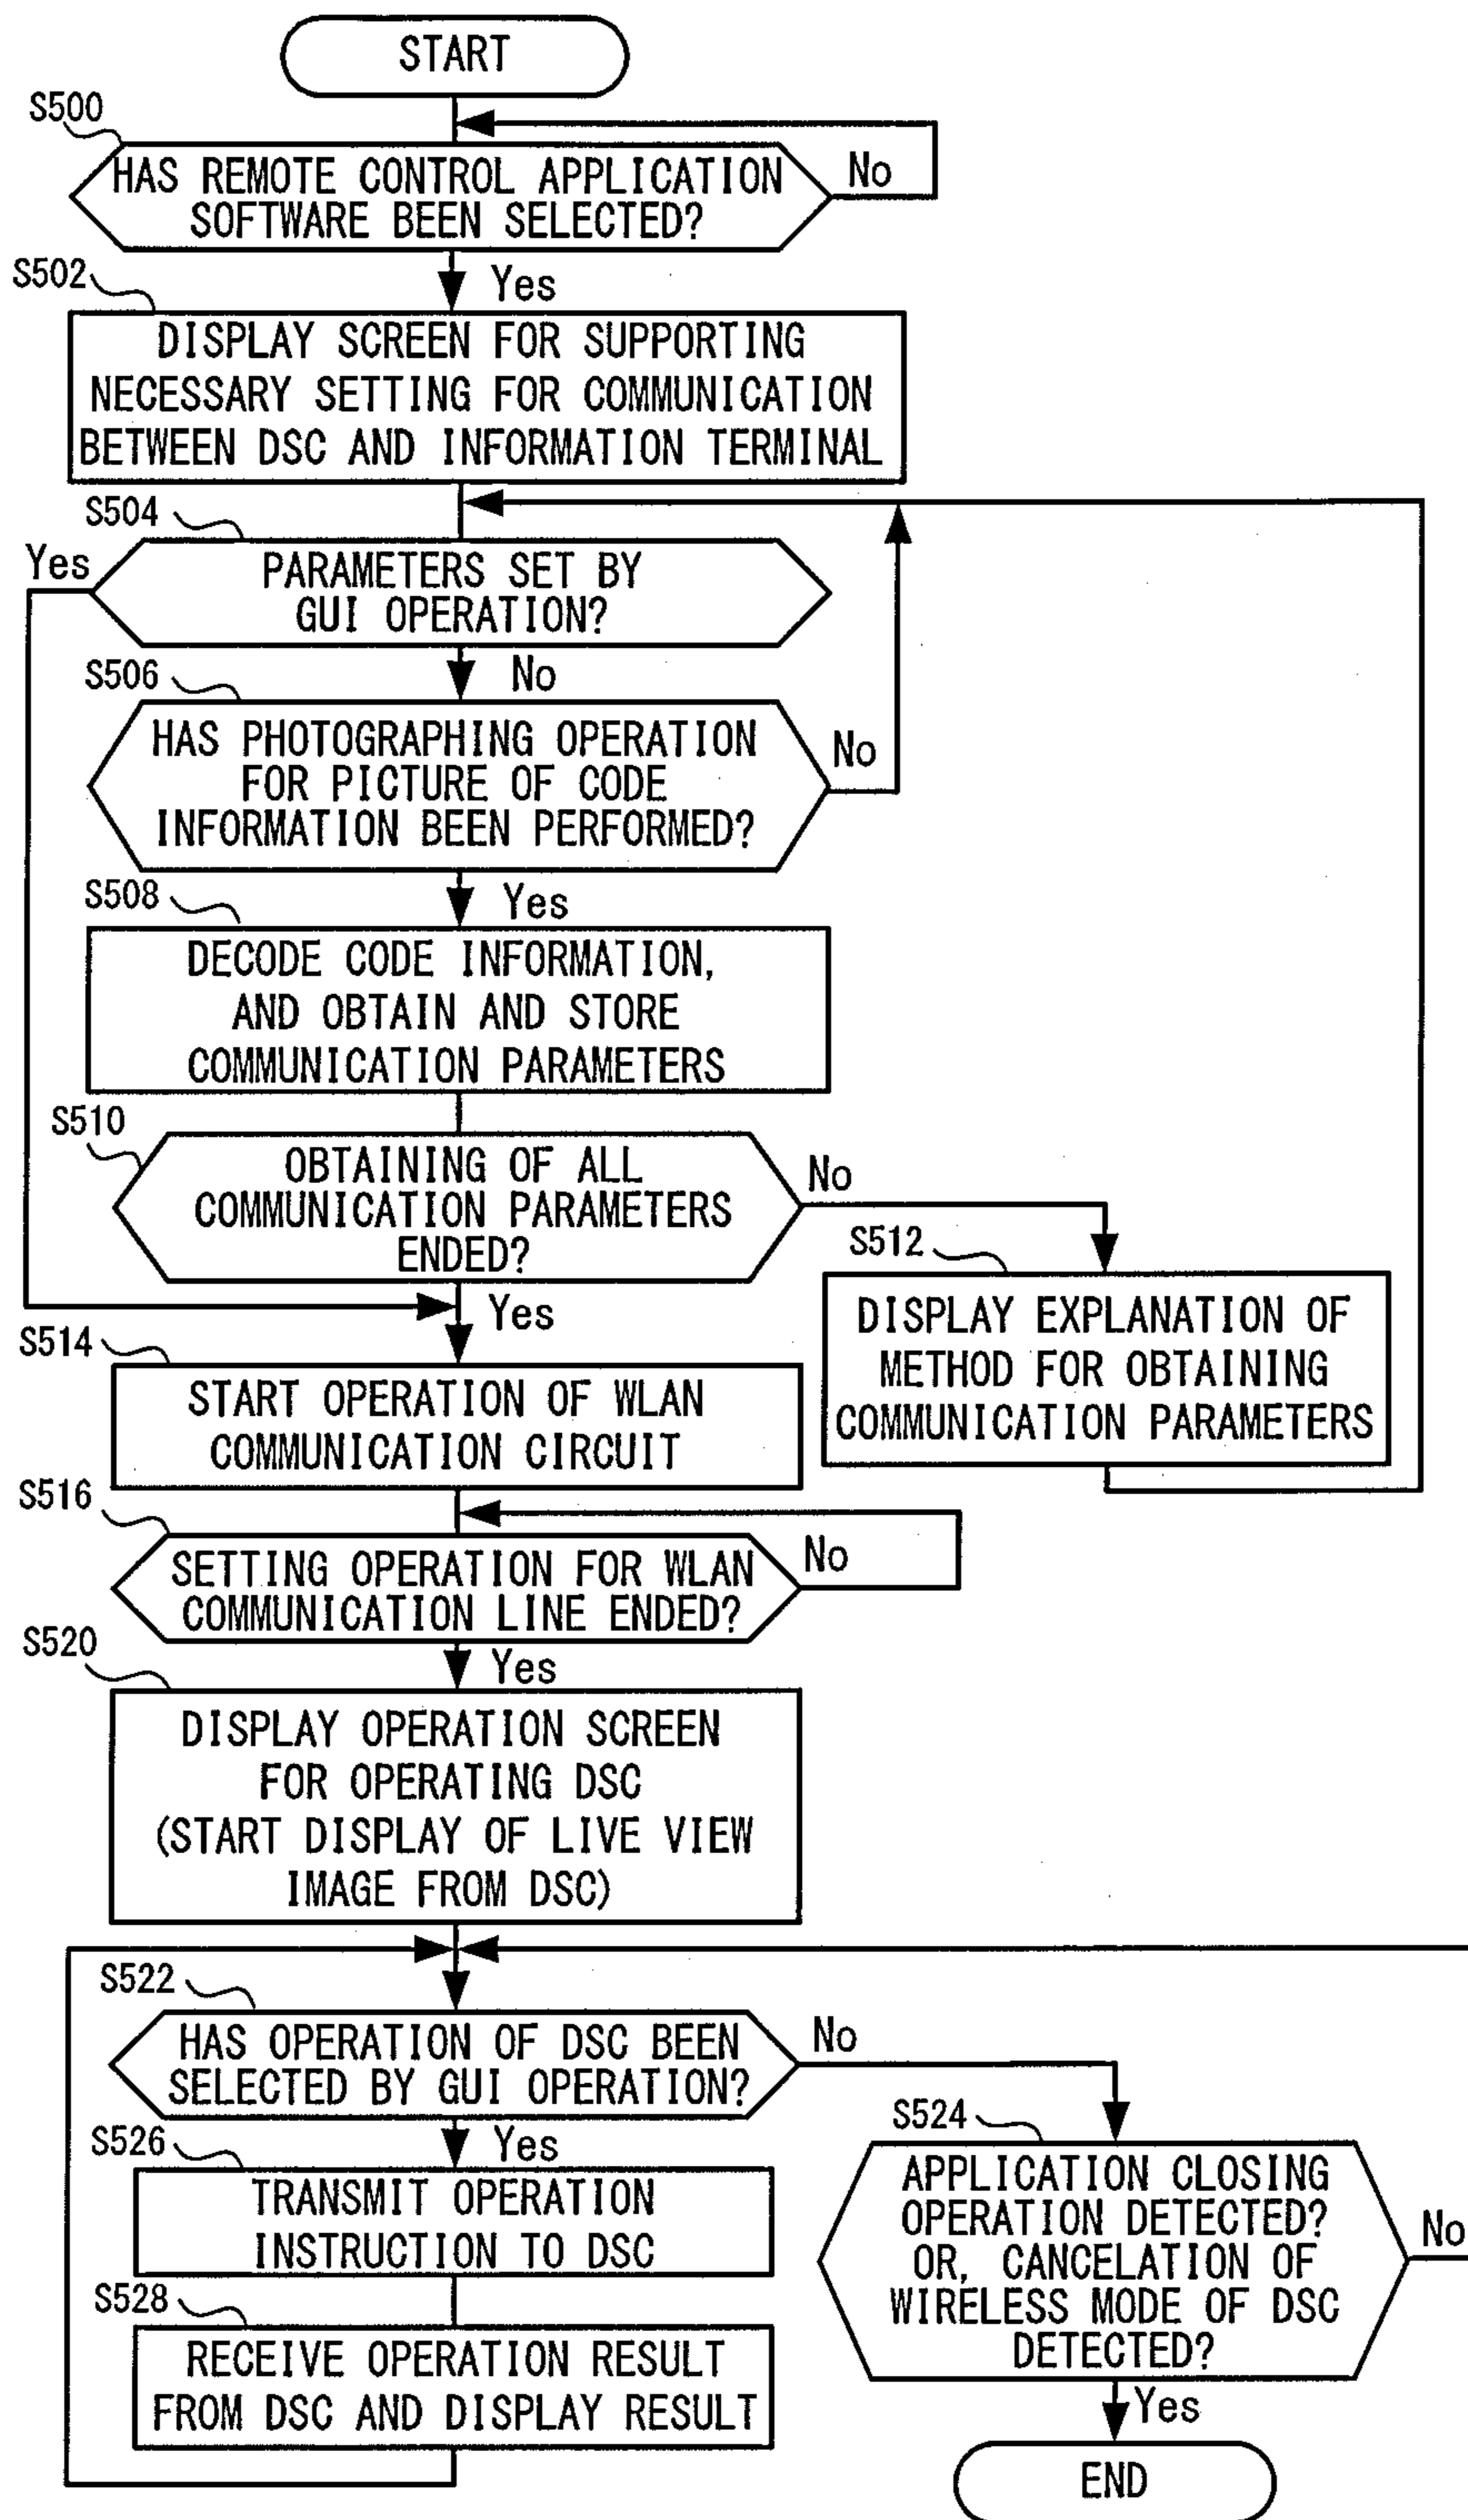 START
S500
HAS REMOTE CONTROL APPLICATION
SOFTWARE BEEN SELECTED?
No
Yes
S502
DISPLAY SCREEN FOR SUPPORTING
NECESSARY SETTING FOR COMMUNICATION
BETWEEN DSC AND INFORMATION TERMINAL
S504
Yes
PARAMETERS SET BY
GUI OPERATION?
No
S506
HAS PHOTOGRAPHING OPERATION
FOR PICTURE OF CODE
INFORMATION BEEN PERFORMED?
No
Yes
S508
DECODE CODE INFORMATION,
AND OBTAIN AND STORE
COMMUNICATION PARAMETERS
S510
OBTAINING OF ALL
COMMUNICATION PARAMETERS
ENDED?
No
Yes
S512
DISPLAY EXPLANATION OF
METHOD FOR OBTAINING
COMMUNICATION PARAMETERS
S514
START OPERATION OF WLAN
COMMUNICATION CIRCUIT
S516
SETTING OPERATION FOR WLAN
COMMUNICATION LINE ENDED?
No
Yes
S520
DISPLAY OPERATION SCREEN
FOR OPERATING DSC
(START DISPLAY OF LIVE VIEW
IMAGE FROM DSC)
S522
HAS OPERATION OF DSC BEEN
SELECTED BY GUI OPERATION?
No
Yes
S524
APPLICATION CLOSING
OPERATION DETECTED?
OR, CANCELATION OF
WIRELESS MODE OF DSC
DETECTED?
No
Yes
S526
TRANSMIT OPERATION
INSTRUCTION TO DSC
S528
RECEIVE OPERATION RESULT
FROM DSC AND DISPLAY RESULT
END